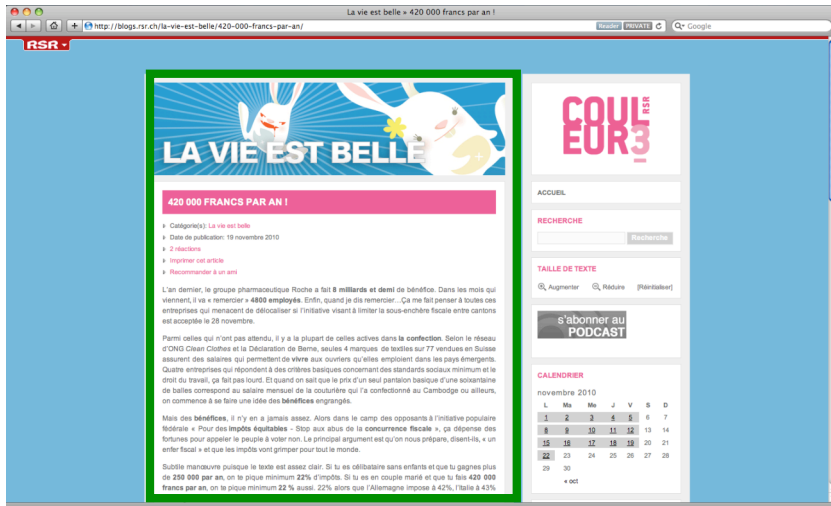 La vie est belle » 420 000 francs par an !
http://blogs.rsr.ch/la-vie-est-belle/420-000-francs-par-an/
Reader
PRIVATE
Google
RSR
LA VIE EST BELLE
420 000 FRANCS PAR AN !
Catégorie(s): La vie est belle
Date de publication: 19 novembre 2010
2 réactions
Imprimer cet article
Recommander à un ami
L'an dernier, le groupe pharmaceutique Roche a fait 8 milliards et demi de bénéfice. Dans les mois qui
viennent, il va « remercier » 4800 employés. Enfin, quand je dis remercier…Ça me fait penser à toutes ces
entreprises qui menacent de délocaliser si l'initiative visant à limiter la sous-enchère fiscale entre cantons
est acceptée le 28 novembre.
Parmi celles qui n'ont pas attendu, il y a la plupart de celles actives dans la confection. Selon le réseau
d'ONG Clean Clothes et la Déclaration de Berne, seules 4 marques de textiles sur 77 vendues en Suisse
assurent des salaires qui permettent de vivre aux ouvriers qu'elles emploient dans les pays émergents.
Quatre entreprises qui répondent à des critères basiques concernant des standards sociaux minimum et le
droit du travail, ça fait pas lourd. Et quand on sait que le prix d'un seul pantalon basique d'une soixantaine
de balles correspond au salaire mensuel de la couturière qui l'a confectionné au Cambodge ou ailleurs,
on commence à se faire une idée des bénéfices engrangés.
Mais des bénéfices, il n'y en a jamais assez. Alors dans le camp des opposants à l'initiative populaire
fédérale « Pour des impôts équitables - Stop aux abus de la concurrence fiscale », ça dépense des
fortunes pour appeler le peuple à voter non. Le principal argument est qu'on nous prépare, disent-ils, « un
enfer fiscal » et que les impôts vont grimper pour tout le monde.
Subtile manœuvre puisque le texte est assez clair. Si tu es célibataire sans enfants et que tu gagnes plus
de 250 000 par an, on te pique minimum 22% d'impôts. Si tu es en couple marié et que tu fais 420 000
francs par an, on te pique minimum 22 % aussi. 22% alors que l'Allemagne impose à 42%, l'Italie à 43%
COULEUR3
RSR
ACCUEIL
RECHERCHE
Recherche
TAILLE DE TEXTE
Augmenter Réduire [Réinitialiser]
s'abonner au
PODCAST
CALENDRIER
novembre 2010
L Ma Me J V S D
1 2 3 4 5 6 7
8 9 10 11 12 13 14
15 16 17 18 19 20 21
22 23 24 25 26 27 28
29 30
« oct